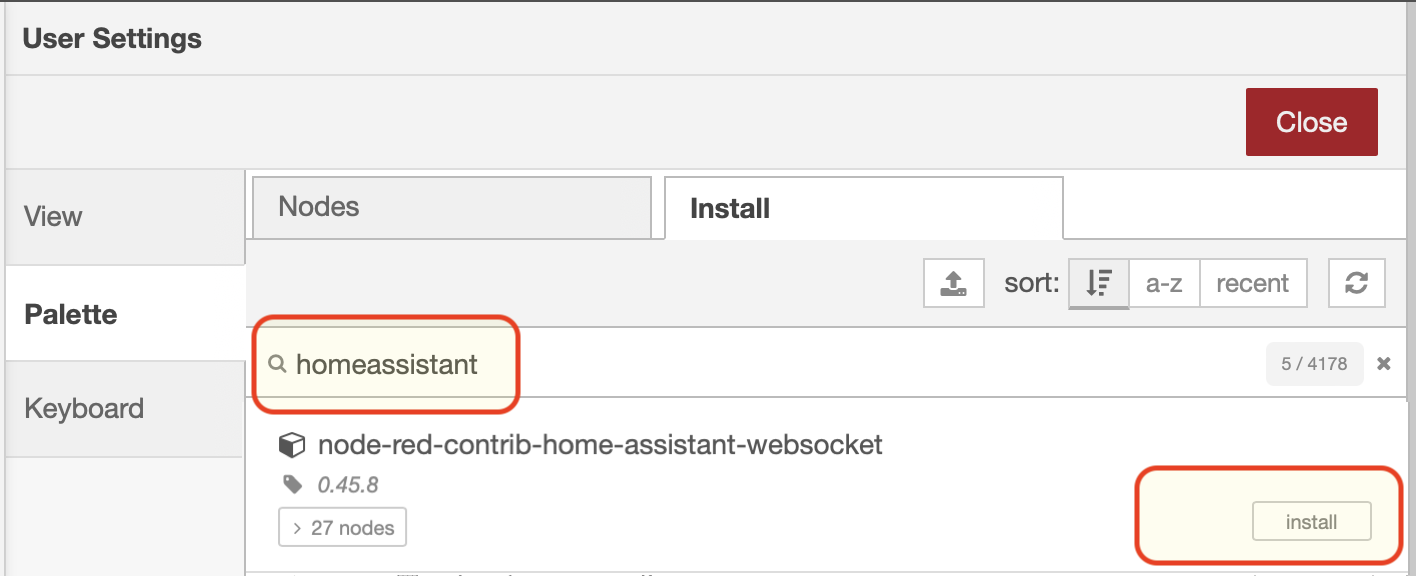 User Settings
Close
View
Nodes
Install
sort:
a-z
recent
Palette
homeassistant
5 / 4178
Keyboard
node-red-contrib-home-assistant-websocket
0.45.8
27 nodes
install